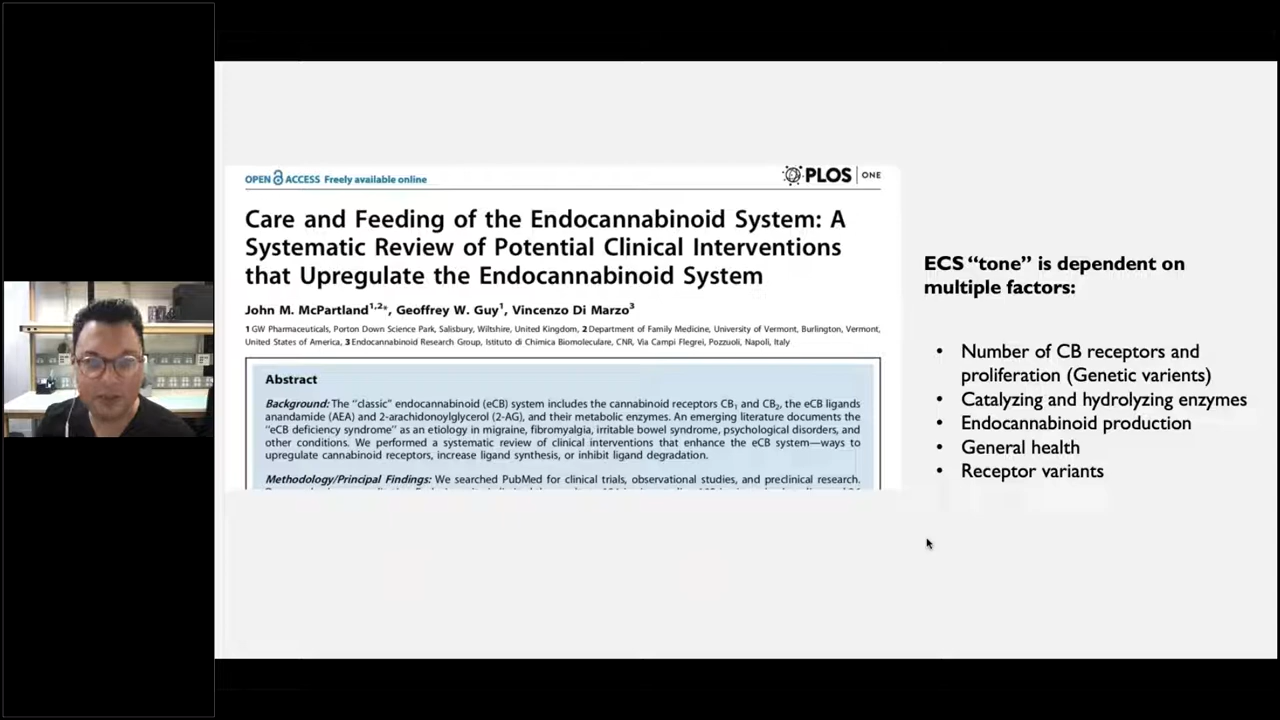 OPEN ACCESS Freely available online
PLOS ONE
Care and Feeding of the Endocannabinoid System: A
Systematic Review of Potential Clinical Interventions
that Upregulate the Endocannabinoid System
John M. McPartland1,2*, Geoffrey W. Guy1, Vincenzo Di Marzo3
1 GW Pharmaceuticals, Porton Down Science Park, Salisbury, Wiltshire, United Kingdom, 2 Department of Family Medicine, University of Vermont, Burlington, Vermont,
United States of America, 3 Endocannabinoid Research Group, Istituto di Chimica Biomoleculare, CNR, Via Campi Flegrei, Pozzuoli, Napoli, Italy
Abstract
Background: The "classic" endocannabinoid (eCB) system includes the cannabinoid receptors CB1 and CB2, the eCB ligands
anandamide (AEA) and 2-arachidonoylglycerol (2-AG), and their metabolic enzymes. An emerging literature documents the
"eCB deficiency syndrome" as an etiology in migraine, fibromyalgia, irritable bowel syndrome, psychological disorders, and
other conditions. We performed a systematic review of clinical interventions that enhance the eCB system—ways to
upregulate cannabinoid receptors, increase ligand synthesis, or inhibit ligand degradation.
Methodology/Principal Findings: We searched PubMed for clinical trials, observational studies, and preclinical research.
ECS “tone” is dependent on
multiple factors:
• Number of CB receptors and
proliferation (Genetic varients)
• Catalyzing and hydrolyzing enzymes
• Endocannabinoid production
• General health
• Receptor variants